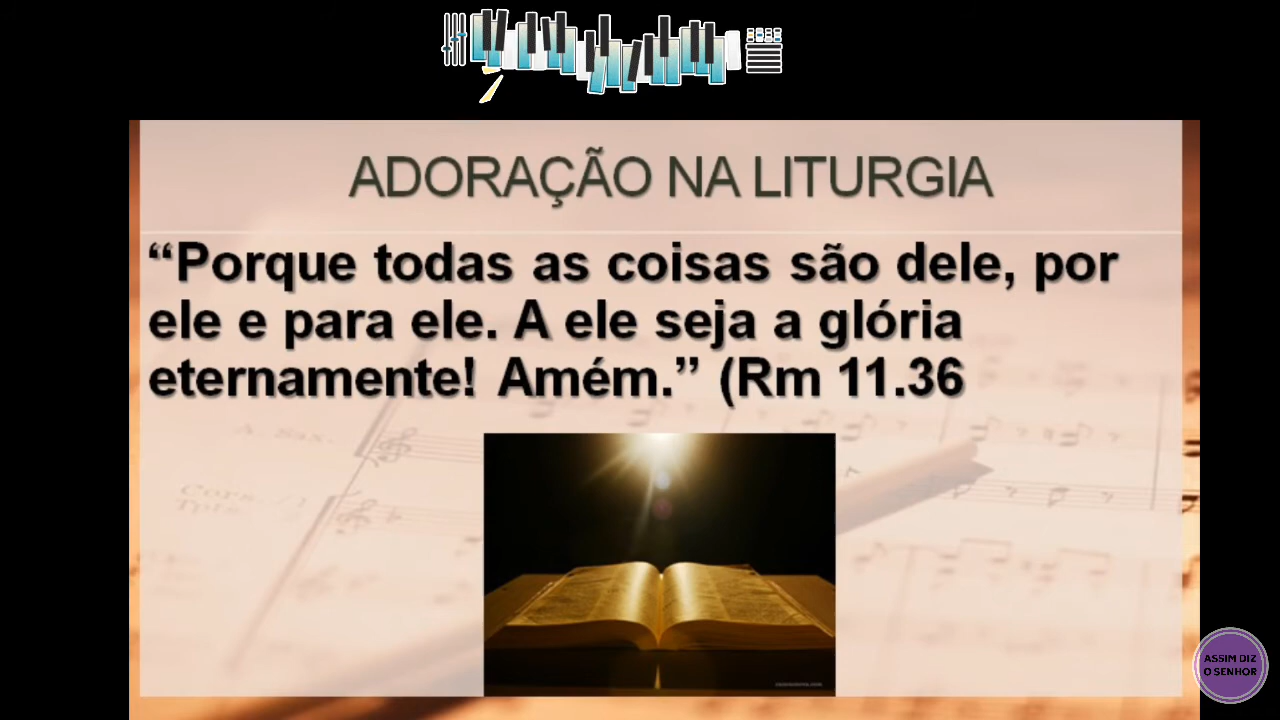 ADORAÇÃO NA LITURGIA
“Porque todas as coisas são dele, por
ele e para ele. A ele seja a glória
eternamente! Amém.” (Rm 11.36
A. Sax.
ASSIM DIZ
O SENHOR